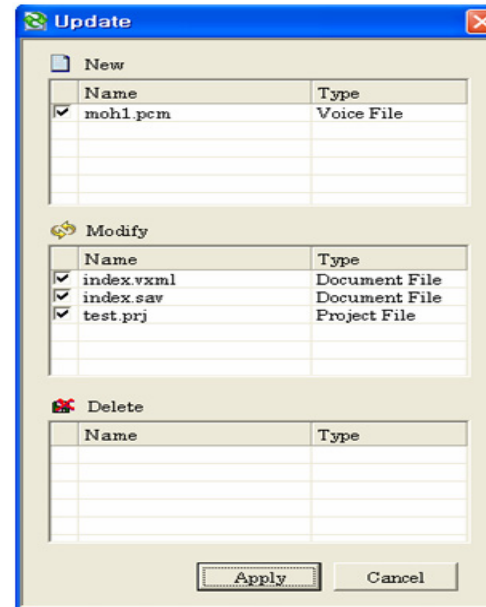 Update
New
Name Type
moh1.pcm Voice File
Modify
Name Type
index.vxml Document File
index.sav Document File
test.prj Project File
Delete
Name Type
Apply Cancel